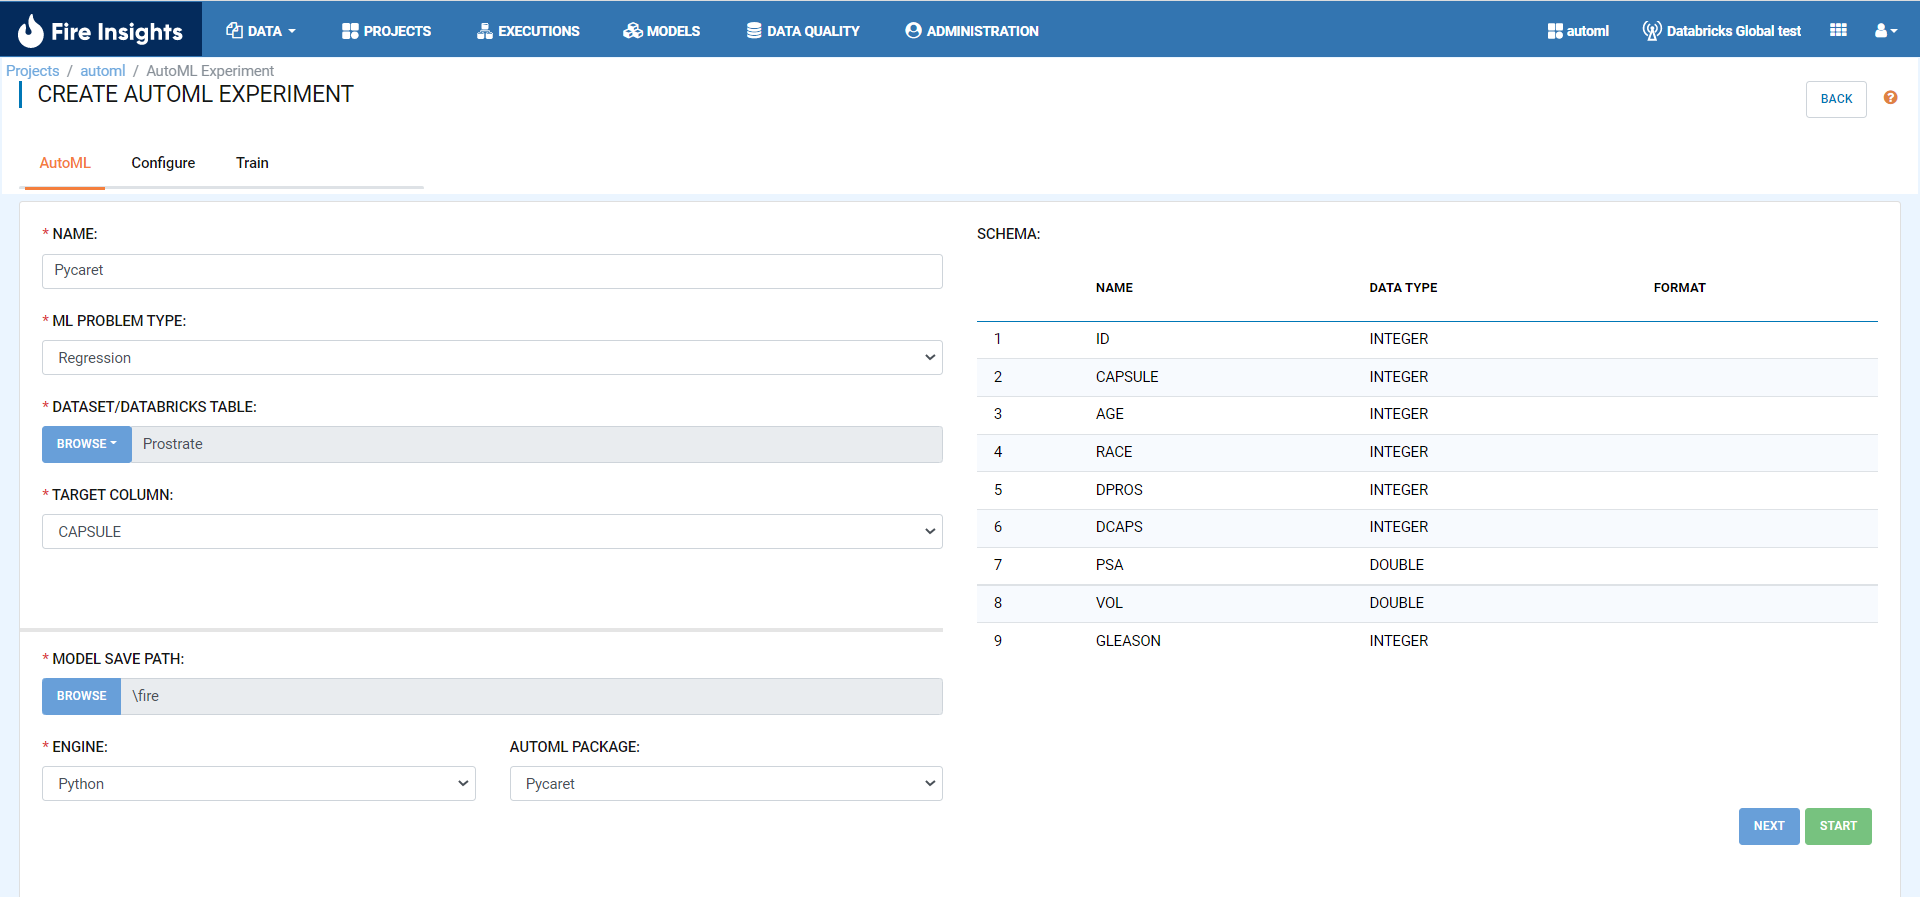 Fire Insights DATA PROJECTS EXECUTIONS MODELS DATA QUALITY ADMINISTRATION automl Databricks Global test
Projects / automl / AutoML Experiment
CREATE AUTOML EXPERIMENT
BACK
AutoML Configure Train
* NAME:
Pycaret
* ML PROBLEM TYPE:
Regression
* DATASET/DATABRICKS TABLE:
BROWSE Prostrate
* TARGET COLUMN:
CAPSULE
* MODEL SAVE PATH:
BROWSE \fire
* ENGINE: AUTOML PACKAGE:
Python Pycaret
SCHEMA:
NAME DATA TYPE FORMAT
1 ID INTEGER
2 CAPSULE INTEGER
3 AGE INTEGER
4 RACE INTEGER
5 DPROS INTEGER
6 DCAPS INTEGER
7 PSA DOUBLE
8 VOL DOUBLE
9 GLEASON INTEGER
NEXT START